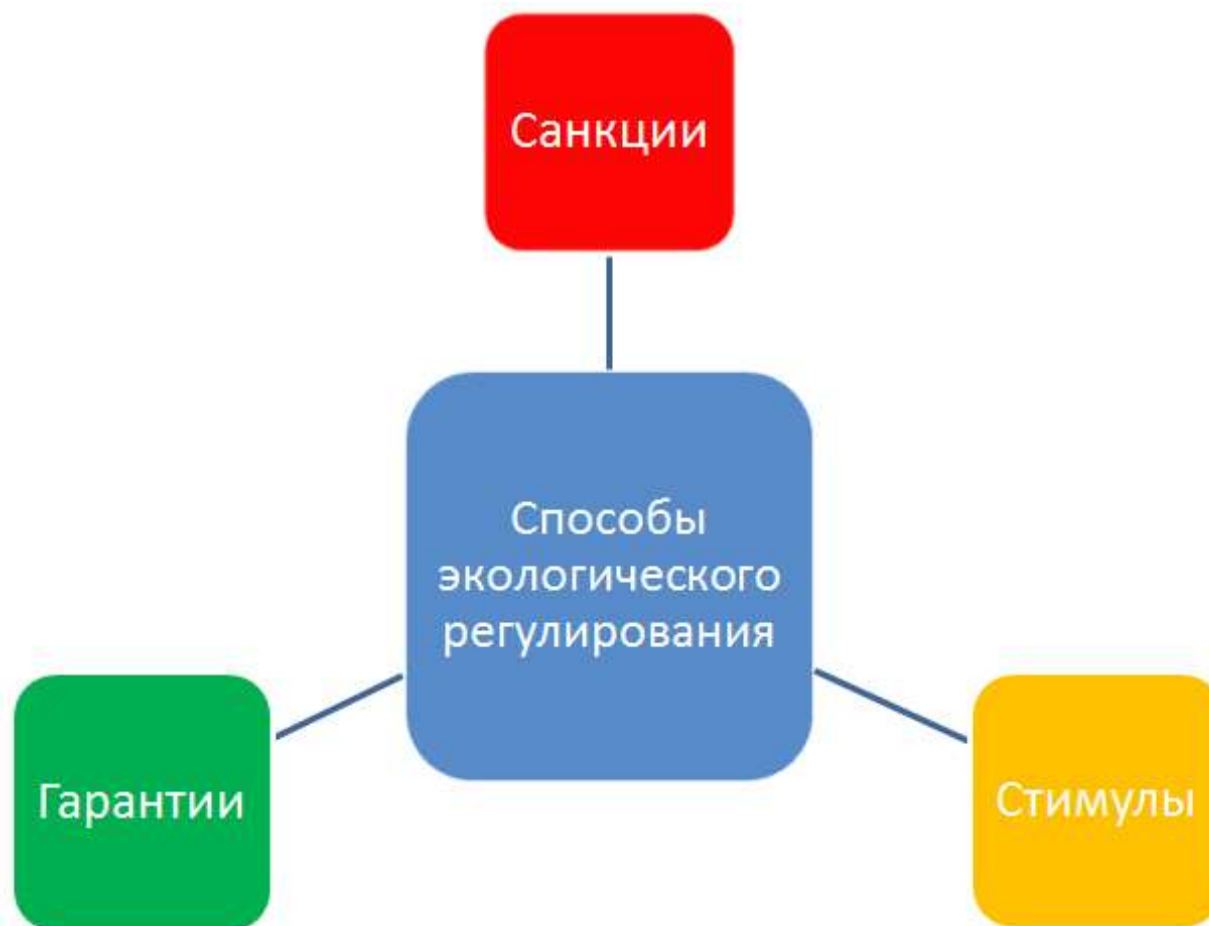 Санкции
Способы
экологического
регулирования
Гарантии
Стимулы